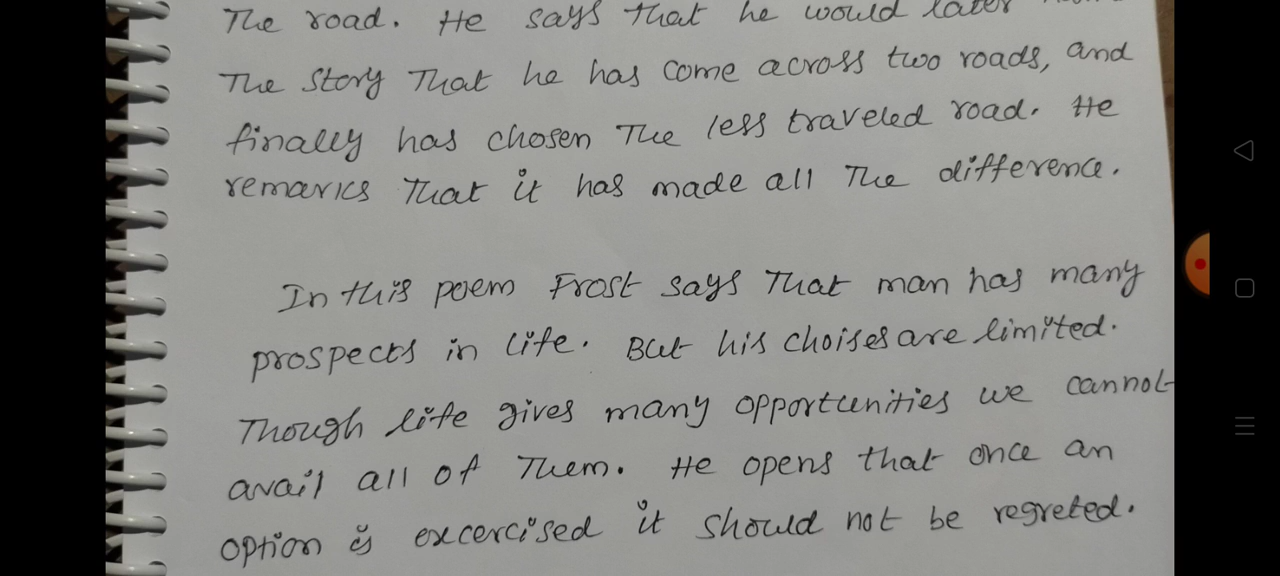 The road. He says that he would later
The story that he has come across two roads, and
finally has chosen The less traveled road. He
remarks that it has made all The difference.
In this poem Frost says That man has many
prospects in life. But his choises are limited.
Though life gives many opportunities we cannot
avail all of Them. He opens that once an
option is excercised it should not be regreted.